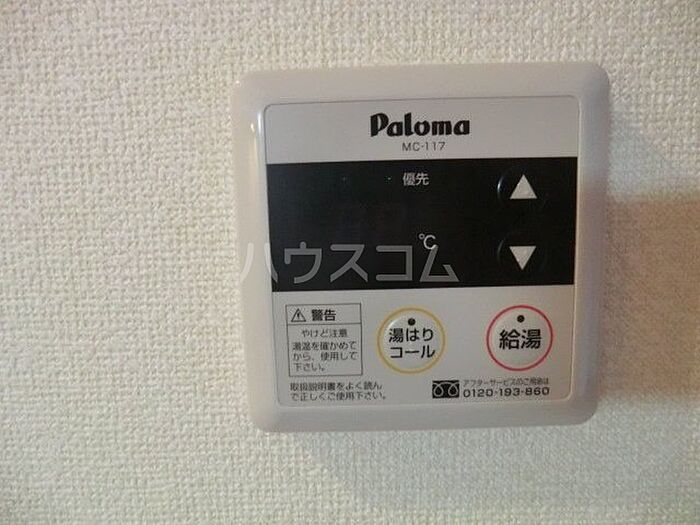 Paloma
MC-117
優先
℃
ハウスコム
▲
▼
⚠ 警告
やけど注意
湯温を確かめて
から、使用して
下さい。
取扱説明書をよく読ん
で正しくご使用下さい。
湯はり
コール
給湯
アフターサービスのご用命は
0120-193-860